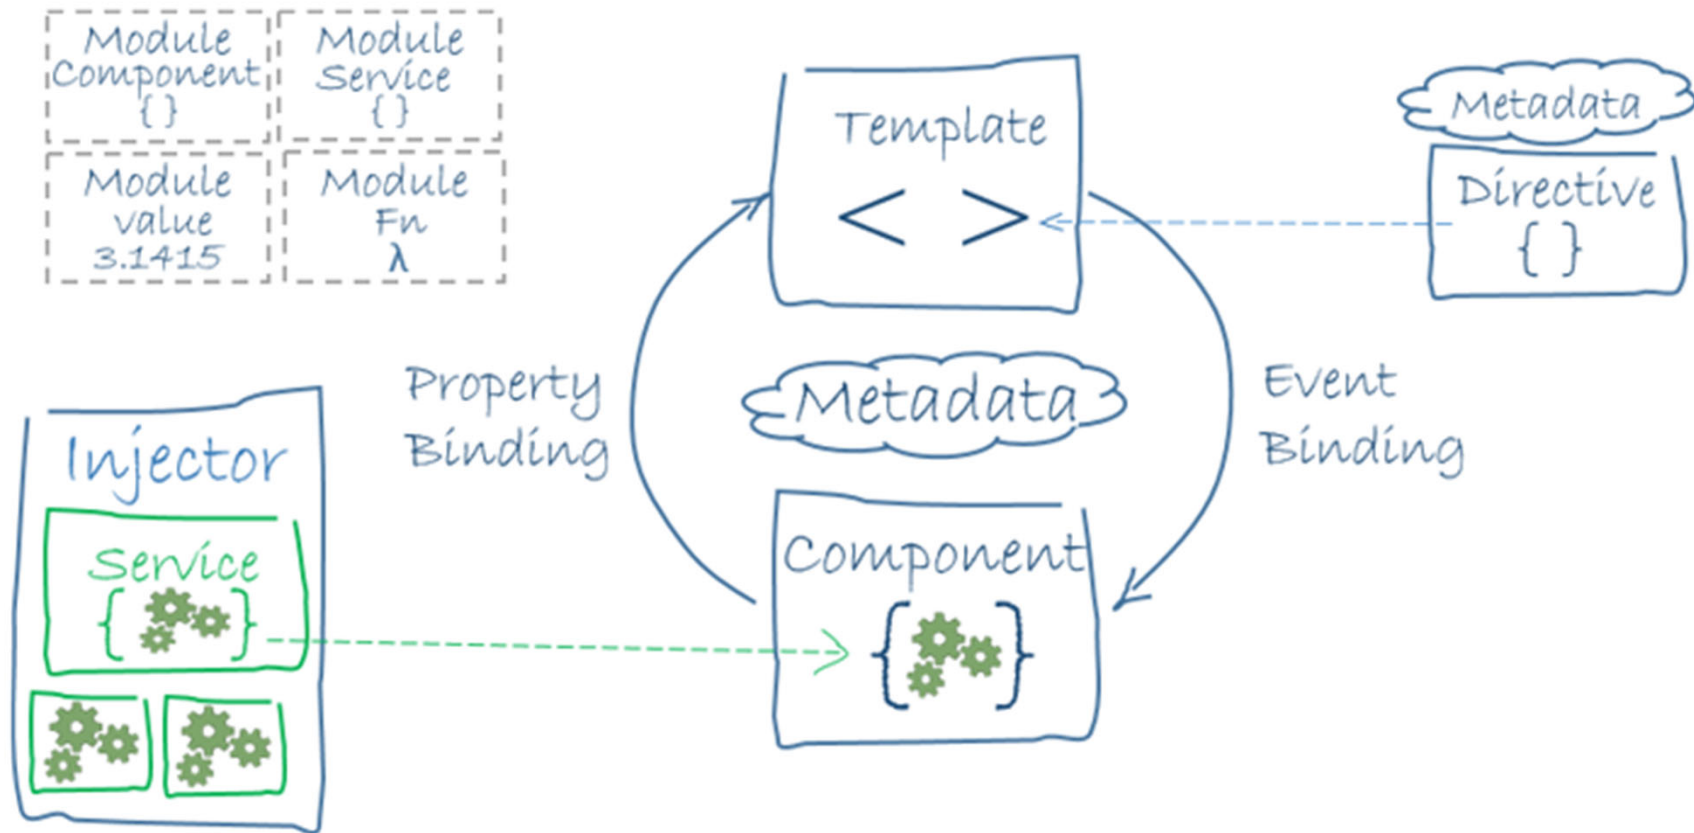 Module
Component
{ }
Module
Service
{ }
Module
value
3.1415
Module
Fn
λ
Template
< >
Metadata
Directive
{ }
Property
Binding
Metadata
Event
Binding
Injector
Service
{ }
Component
{ }